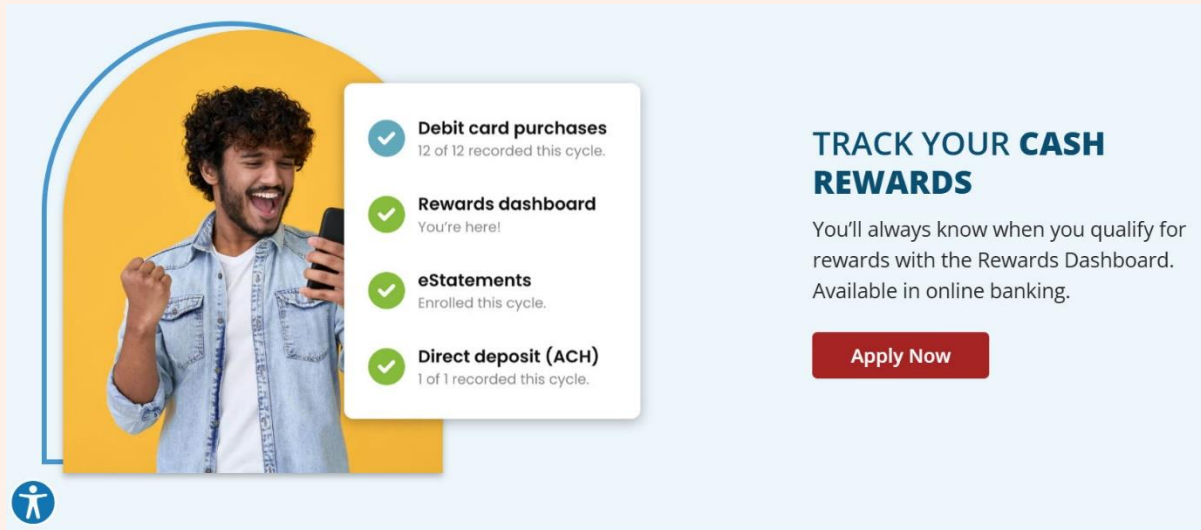 Debit card purchases
12 of 12 recorded this cycle.
Rewards dashboard
You're here!
eStatements
Enrolled this cycle.
Direct deposit (ACH)
1 of 1 recorded this cycle.
TRACK YOUR CASH
REWARDS
You'll always know when you qualify for
rewards with the Rewards Dashboard.
Available in online banking.
Apply Now